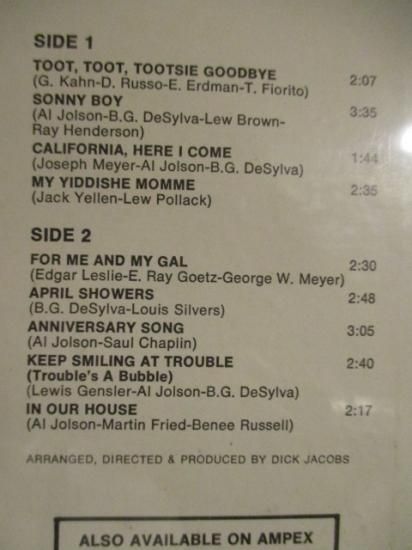 SIDE 1
TOOT, TOOT, TOOTSIE GOODBYE
(G. Kahn-D. Russo-E. Erdman-T. Fiorito) 2:07
SONNY BOY 3:35
(Al Jolson-B.G. DeSylva-Lew Brown-
Ray Henderson)
CALIFORNIA, HERE I COME 1:44
(Joseph Meyer-Al Jolson-B.G. DeSylva)
MY YIDDISHE MOMME 2:35
(Jack Yellen-Lew Pollack)
SIDE 2
FOR ME AND MY GAL 2:30
(Edgar Leslie-E. Ray Goetz-George W. Meyer)
APRIL SHOWERS 2:48
(B.G. DeSylva-Louis Silvers)
ANNIVERSARY SONG 3:05
(Al Jolson-Saul Chaplin)
KEEP SMILING AT TROUBLE 2:40
(Trouble's A Bubble)
(Lewis Gensler-Al Jolson-B.G. DeSylva)
IN OUR HOUSE 2:17
(Al Jolson-Martin Fried-Benee Russell)
ARRANGED, DIRECTED & PRODUCED BY DICK JACOBS
ALSO AVAILABLE ON AMPEX